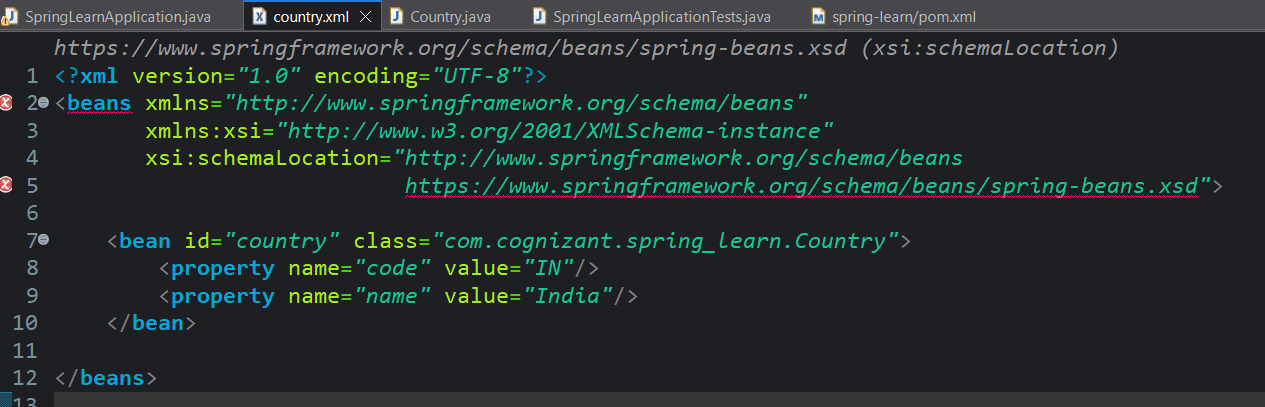 SpringLearnApplication.java country.xml Country.java SpringLearnApplicationTests.java spring-learn/pom.xml
https://www.springframework.org/schema/beans/spring-beans.xsd (xsi:schemaLocation)
1 <?xml version="1.0" encoding="UTF-8"?>
2 <beans xmlns="http://www.springframework.org/schema/beans"
3 xmlns:xsi="http://www.w3.org/2001/XMLSchema-instance"
4 xsi:schemaLocation="http://www.springframework.org/schema/beans
5 https://www.springframework.org/schema/beans/spring-beans.xsd">
6
7 <bean id="country" class="com.cognizant.spring_learn.Country">
8 <property name="code" value="IN"/>
9 <property name="name" value="India"/>
10 </bean>
11
12 </beans>
13